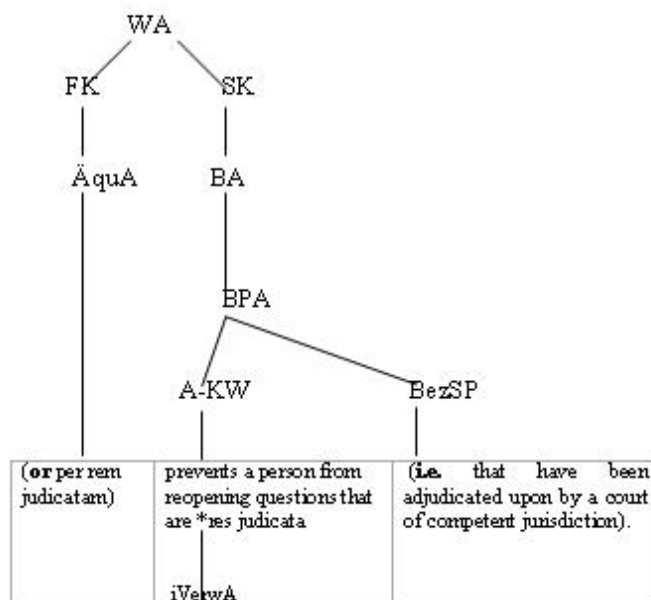 WA
FK SK
ÄquA BA
BPA
A-KW BezSP
(or per rem
judicatam)
prevents a person from
reopening questions that
are *res judicata
iVerwA
(i.e. that have been
adjudicated upon by a court
of competent jurisdiction).